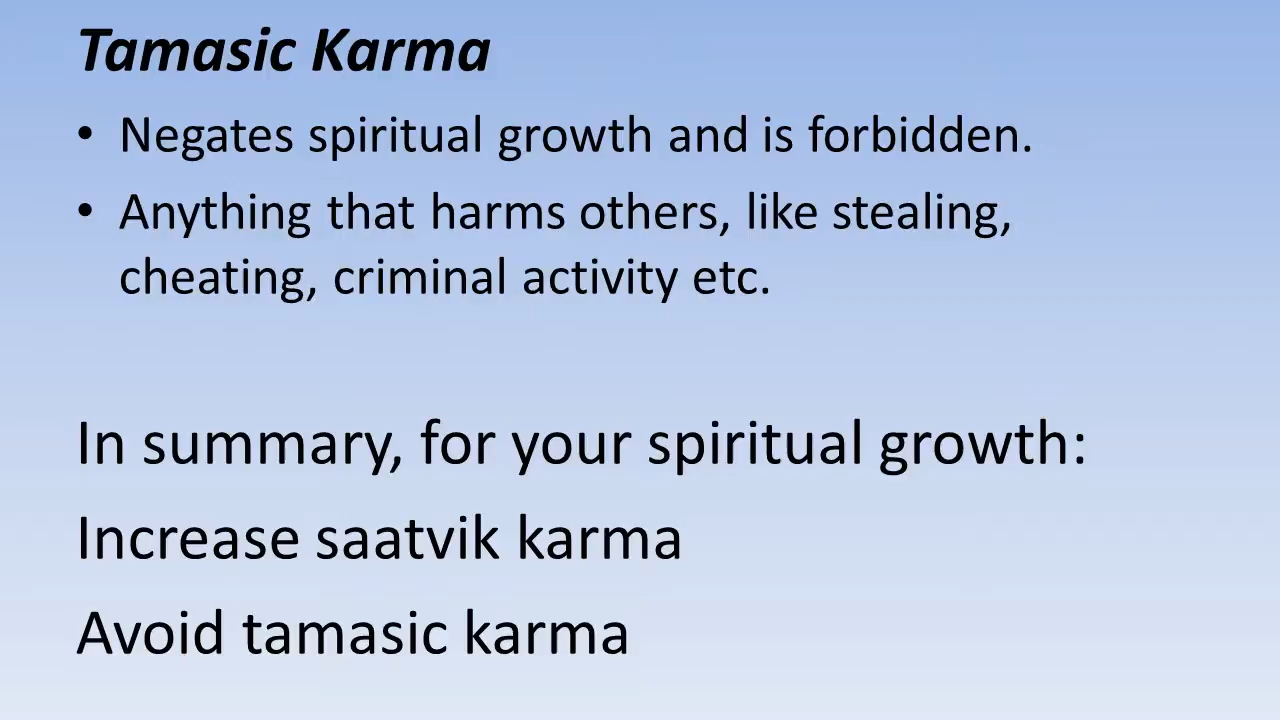 Tamasic Karma
• Negates spiritual growth and is forbidden.
• Anything that harms others, like stealing,
cheating, criminal activity etc.
In summary, for your spiritual growth:
Increase saatvik karma
Avoid tamasic karma